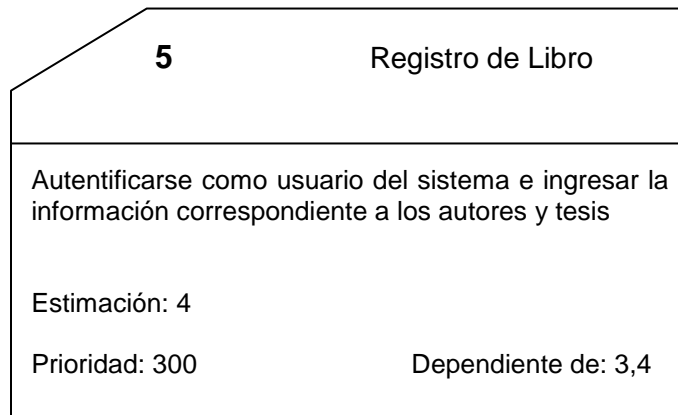 5 Registro de Libro
Autentificarse como usuario del sistema e ingresar la
información correspondiente a los autores y tesis
Estimación: 4
Prioridad: 300 Dependiente de: 3,4